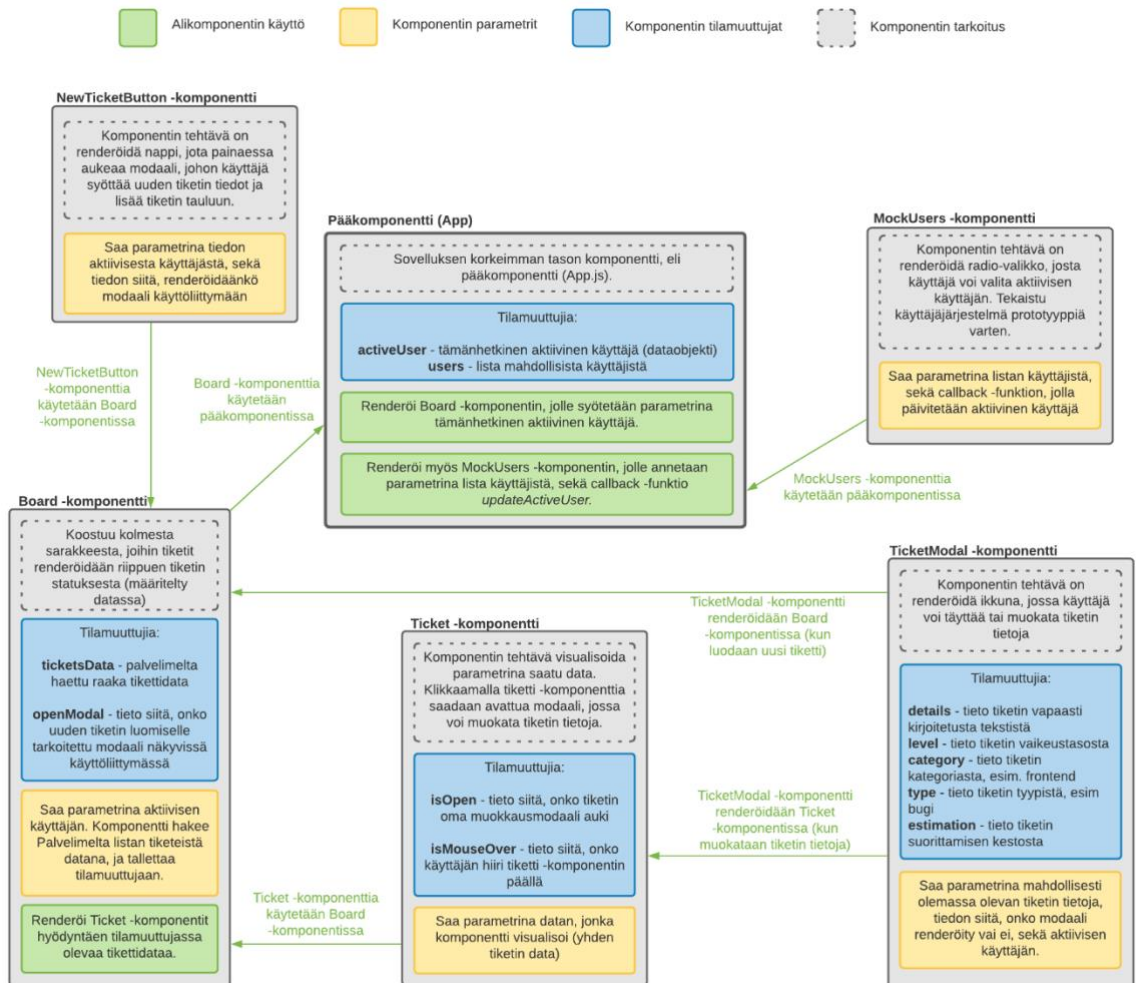 Alikomponentin käyttö
Komponentin parametrit
Komponentin tilamuuttujat
Komponentin tarkoitus
NewTicketButton -komponentti
Komponentin tehtävä on
renderöidä nappi, jota painaessa
aukeaa modaali, johon käyttäjä
syöttää uuden tiketin tiedot ja
lisää tiketin tauluun.
Saa parametrina tiedon
aktiivisesta käyttäjästä, sekä
tiedon siitä, renderöidäänkö
modaali käyttöliittymään
NewTicketButton
-komponenttia
käytetään Board
-komponentissa
Board -komponenttia
käytetään
pääkomponentissa
Pääkomponentti (App)
Sovelluksen korkeimman tason komponentti, eli
pääkomponentti (App.js).
Tilamuuttujia:
activeUser - tämänhetkinen aktiivinen käyttäjä (dataobjekti)
users - lista mahdollisista käyttäjistä
Renderöi Board -komponentin, jolle syötetään parametrina
tämänhetkinen aktiivinen käyttäjä.
Renderöi myös MockUsers -komponentin, jolle annetaan
parametrina lista käyttäjistä, sekä callback -funktio
updateActiveUser.
MockUsers -komponentti
Komponentin tehtävä on
renderöidä radio-valikko, josta
käyttäjä voi valita aktiivisen
käyttäjän. Tekaistu
käyttäjäjärjestelmä prototyyppiä
varten.
Saa parametrina listan käyttäjistä,
sekä callback -funktion, jolla
päivitetään aktiivinen käyttäjä
MockUsers -komponenttia
käytetään pääkomponentissa
Board -komponentti
Koostuu kolmesta
sarakkeesta, joihin tiketit
renderöidään riippuen tiketin
statuksesta (määritelty
datassa)
Tilamuuttujia:
ticketsData - palvelimelta
haettu raaka tikettidata
openModal - tieto siitä, onko
uuden tiketin luomiselle
tarkoitettu modaali näkyvissä
käyttöliittymässä
Saa parametrina aktiivisen
käyttäjän. Komponentti hakee
Palvelimelta listan tiketeistä
datana, ja tallettaa
tilamuuttujaan.
Renderöi Ticket -komponentit
hyödyntäen tilamuuttujassa
olevaa tikettidataa.
Ticket -komponenttia
käytetään Board
-komponentissa
Ticket -komponentti
Komponentin tehtävä visualisoida
parametrina saatu data.
Klikkaamalla tiketti -komponenttia
saadaan avattua modaali, jossa
voi muokata tiketin tietoja.
Tilamuuttujia:
isOpen - tieto siitä, onko tiketin
oma muokkausmodaali auki
isMouseOver - tieto siitä, onko
käyttäjän hiiri tiketti -komponentin
päällä
Saa parametrina datan, jonka
komponentti visualisoi (yhden
tiketin data)
TicketModal -komponentti
renderöidään Board
-komponentissa (kun
luodaan uusi tiketti)
TicketModal -komponentti
renderöidään Ticket
-komponentissa (kun
muokataan tiketin tietoja)
TicketModal -komponentti
Komponentin tehtävä on
renderöidä ikkuna, jossa käyttäjä
voi täyttää tai muokata tiketin
tietoja
Tilamuuttujia:
details - tieto tiketin vapaasti
kirjoitetusta tekstistä
level - tieto tiketin vaikeustasosta
category - tieto tiketin
kategoriasta, esim. frontend
type - tieto tiketin tyypistä, esim
bugi
estimation - tieto tiketin
suorittamisen kestosta
Saa parametrina mahdollisesti
olemassa olevan tiketin tietoja,
tiedon siitä, onko modaali
renderöity vai ei, sekä aktiivisen
käyttäjän.